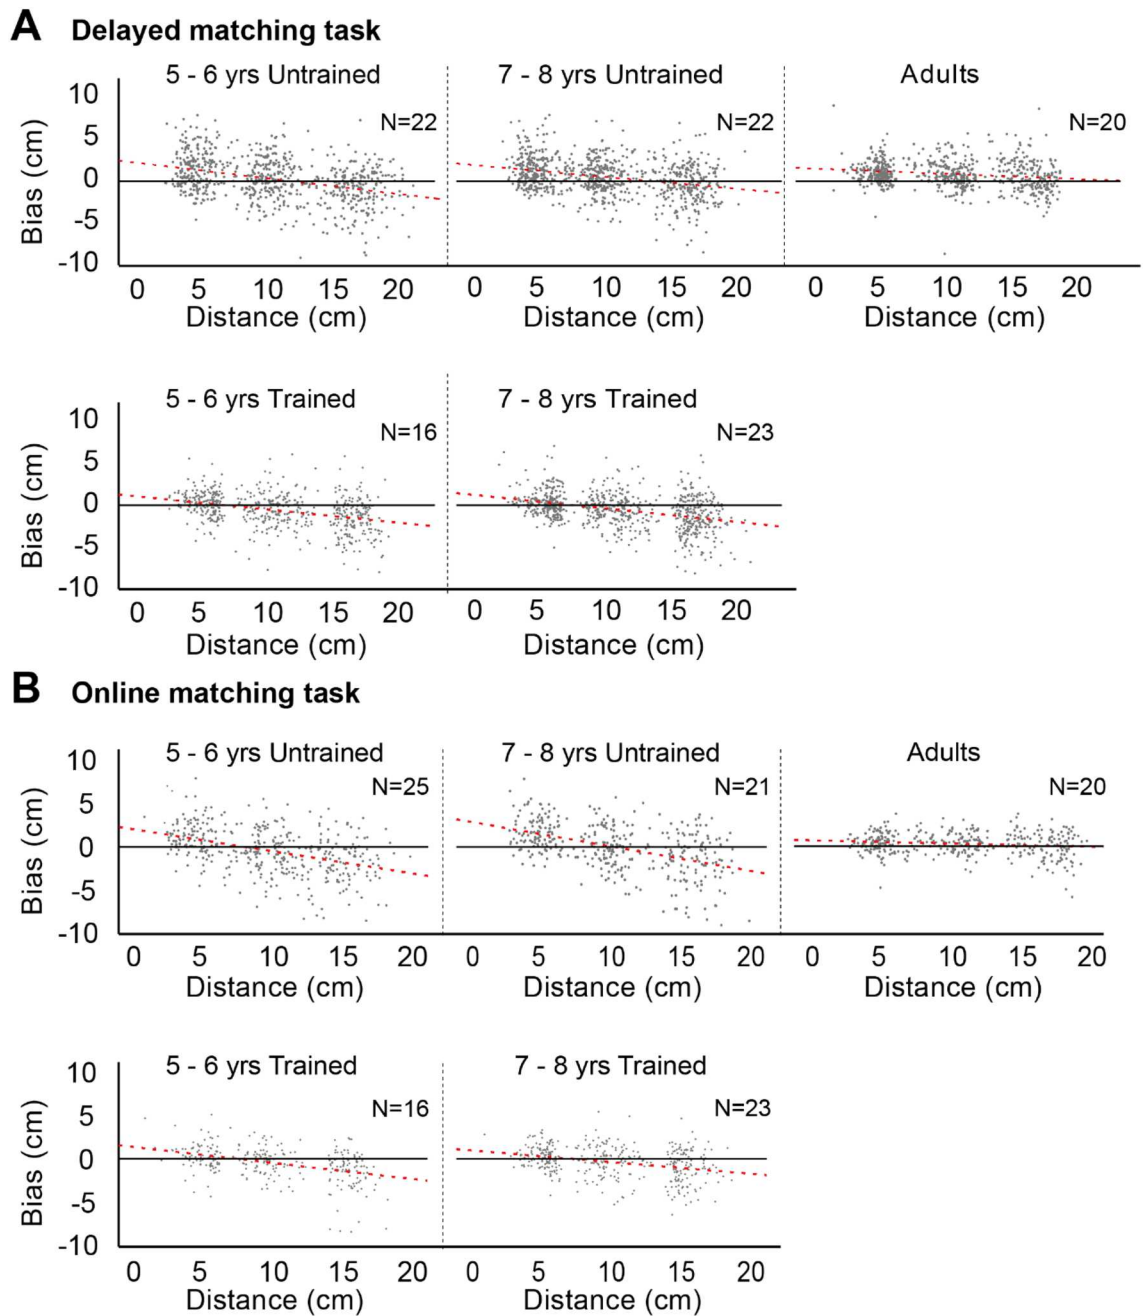 A Delayed matching task
5 - 6 yrs Untrained 7 - 8 yrs Untrained Adults
N=22 N=22 N=20
Bias (cm)
10
5
0
-5
-10
0 5 10 15 20 0 5 10 15 20 0 5 10 15 20
Distance (cm) Distance (cm) Distance (cm)
5 - 6 yrs Trained 7 - 8 yrs Trained
N=16 N=23
Bias (cm)
10
5
0
-5
-10
0 5 10 15 20 0 5 10 15 20
Distance (cm) Distance (cm)
B Online matching task
5 - 6 yrs Untrained 7 - 8 yrs Untrained Adults
N=25 N=21 N=20
Bias (cm)
10
5
0
-5
-10
0 5 10 15 20 0 5 10 15 20 0 5 10 15 20
Distance (cm) Distance (cm) Distance (cm)
5 - 6 yrs Trained 7 - 8 yrs Trained
N=16 N=23
Bias (cm)
10
5
0
-5
-10
0 5 10 15 20 0 5 10 15 20
Distance (cm) Distance (cm)